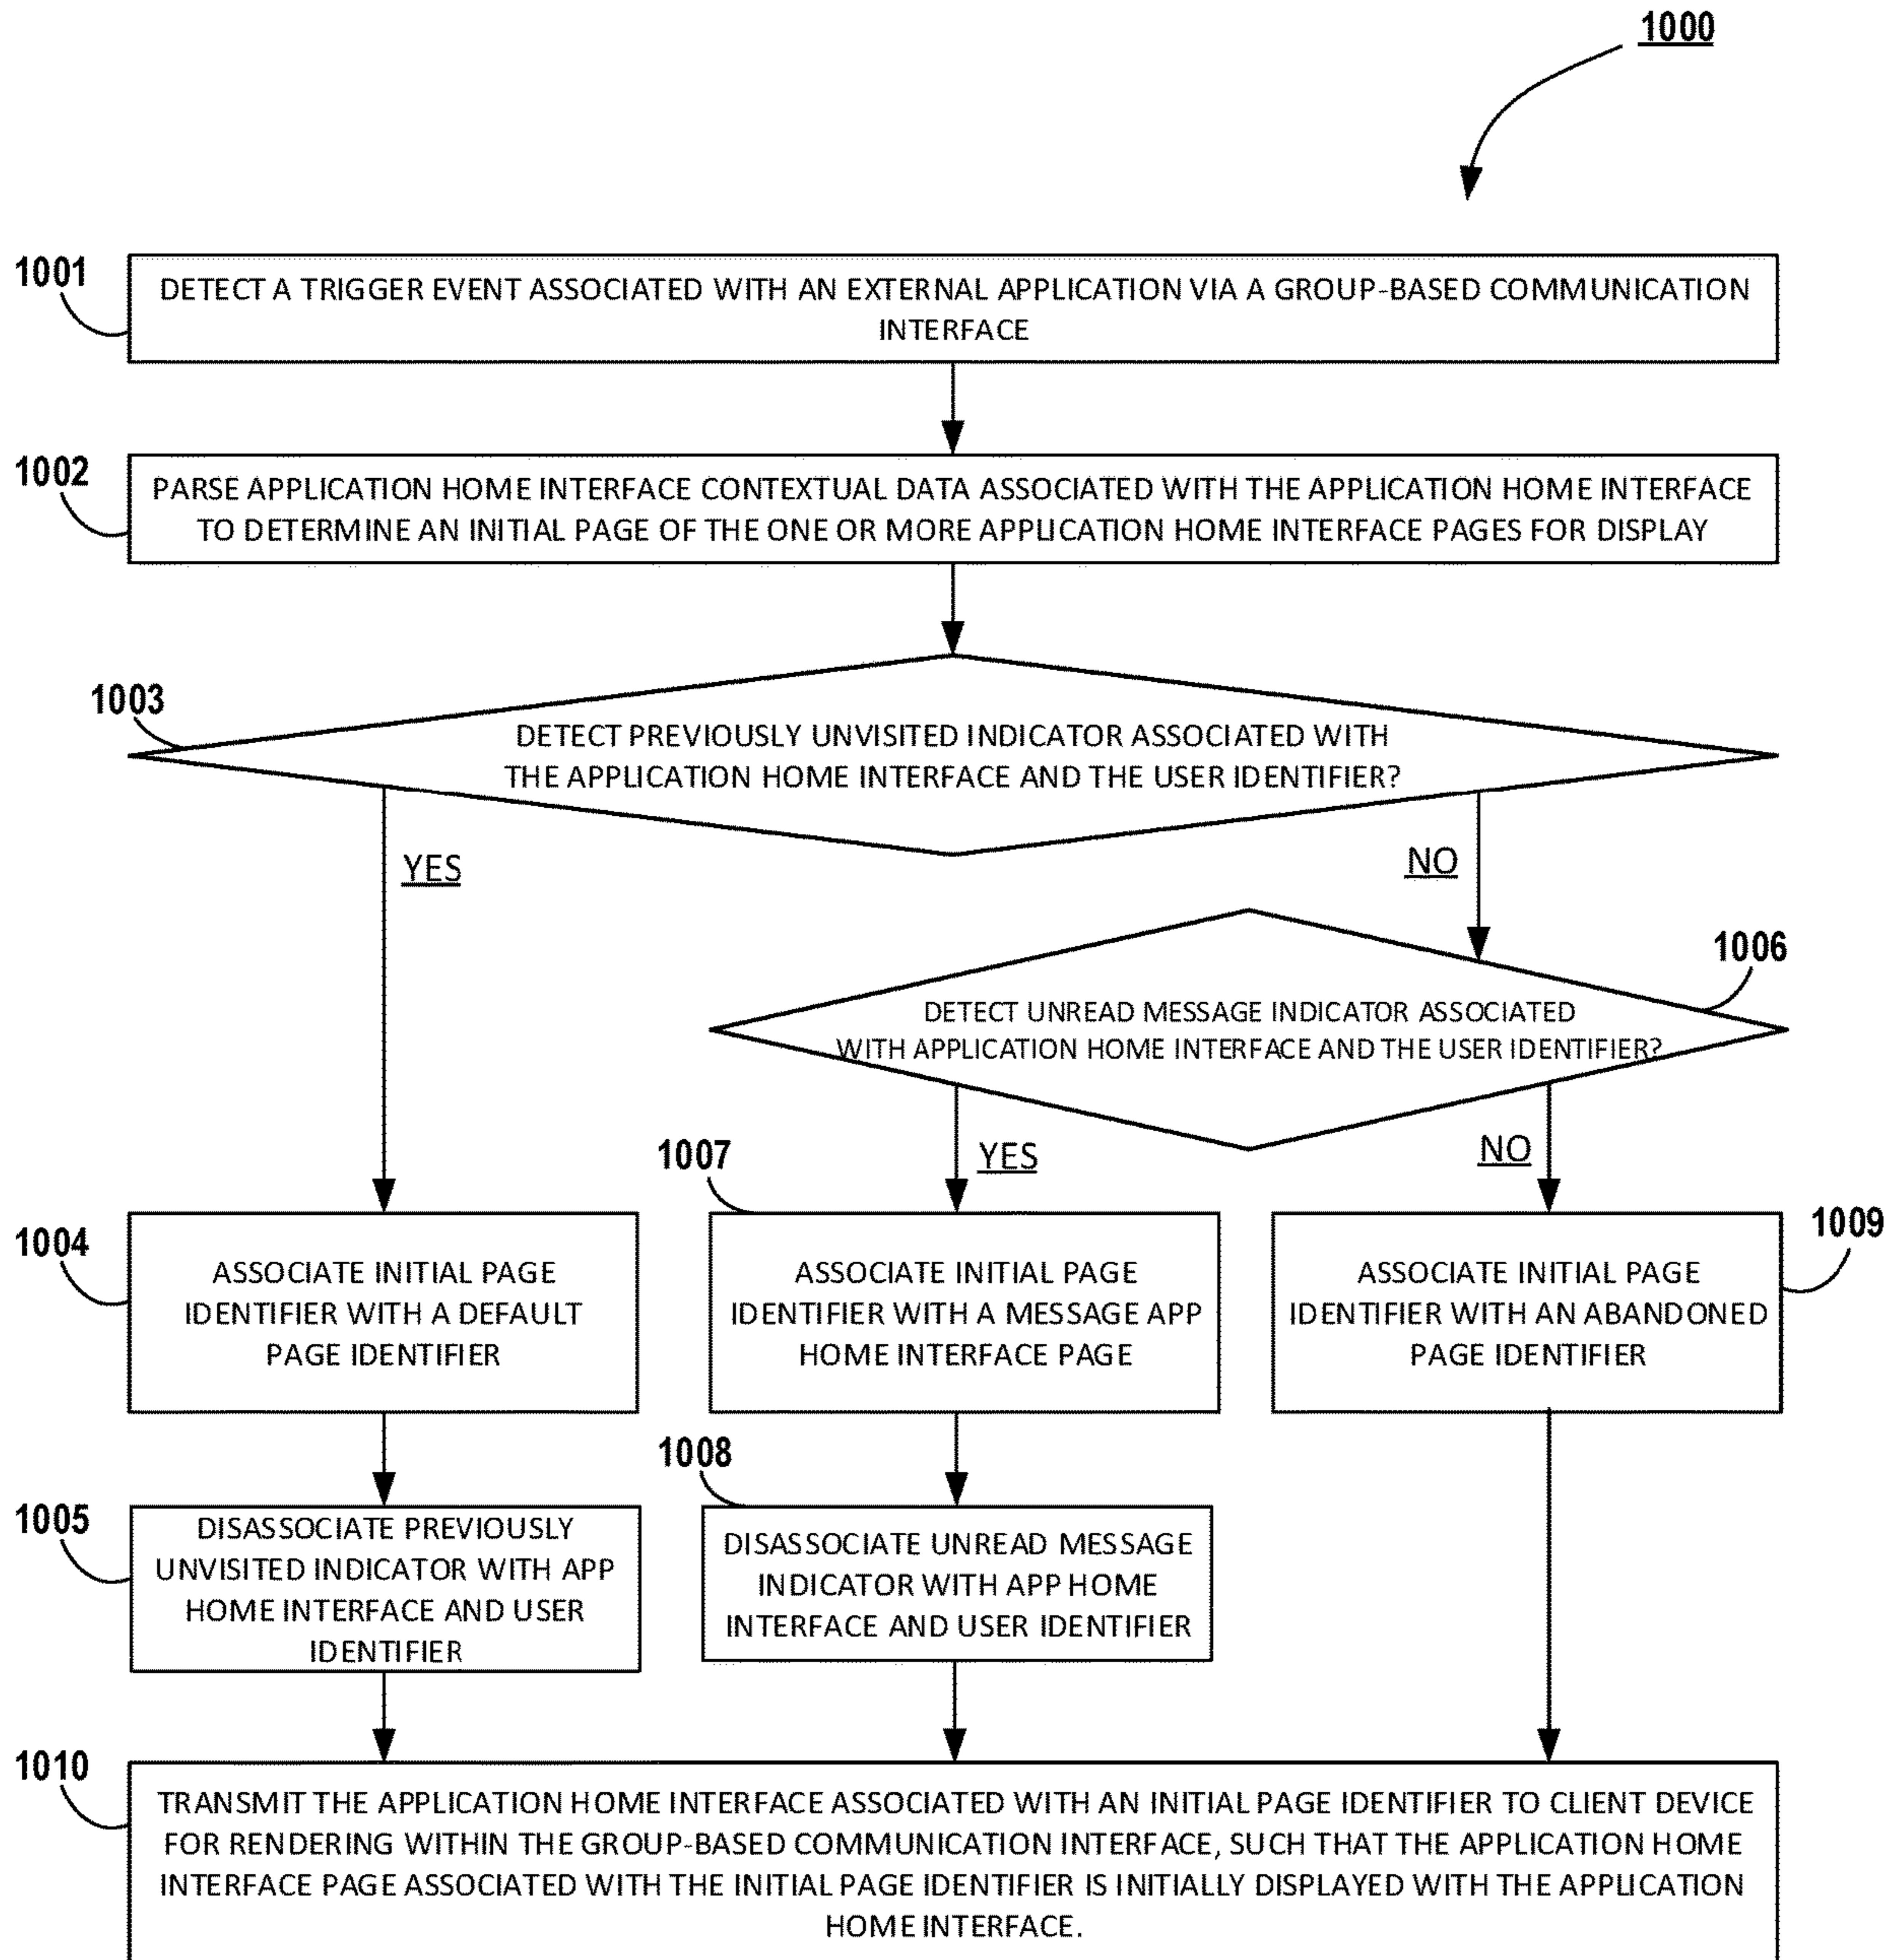 1000
1001
DETECT A TRIGGER EVENT ASSOCIATED WITH AN EXTERNAL APPLICATION VIA A GROUP-BASED COMMUNICATION
INTERFACE
1002
PARSE APPLICATION HOME INTERFACE CONTEXTUAL DATA ASSOCIATED WITH THE APPLICATION HOME INTERFACE
TO DETERMINE AN INITIAL PAGE OF THE ONE OR MORE APPLICATION HOME INTERFACE PAGES FOR DISPLAY
1003
DETECT PREVIOUSLY UNVISITED INDICATOR ASSOCIATED WITH
THE APPLICATION HOME INTERFACE AND THE USER IDENTIFIER?
YES
NO
1006
DETECT UNREAD MESSAGE INDICATOR ASSOCIATED
WITH APPLICATION HOME INTERFACE AND THE USER IDENTIFIER?
YES
NO
1004
ASSOCIATE INITIAL PAGE
IDENTIFIER WITH A DEFAULT
PAGE IDENTIFIER
1007
ASSOCIATE INITIAL PAGE
IDENTIFIER WITH A MESSAGE APP
HOME INTERFACE PAGE
1009
ASSOCIATE INITIAL PAGE
IDENTIFIER WITH AN ABANDONED
PAGE IDENTIFIER
1005
DISASSOCIATE PREVIOUSLY
UNVISITED INDICATOR WITH APP
HOME INTERFACE AND USER
IDENTIFIER
1008
DISASSOCIATE UNREAD MESSAGE
INDICATOR WITH APP HOME
INTERFACE AND USER IDENTIFIER
1010
TRANSMIT THE APPLICATION HOME INTERFACE ASSOCIATED WITH AN INITIAL PAGE IDENTIFIER TO CLIENT DEVICE
FOR RENDERING WITHIN THE GROUP-BASED COMMUNICATION INTERFACE, SUCH THAT THE APPLICATION HOME
INTERFACE PAGE ASSOCIATED WITH THE INITIAL PAGE IDENTIFIER IS INITIALLY DISPLAYED WITH THE APPLICATION
HOME INTERFACE.